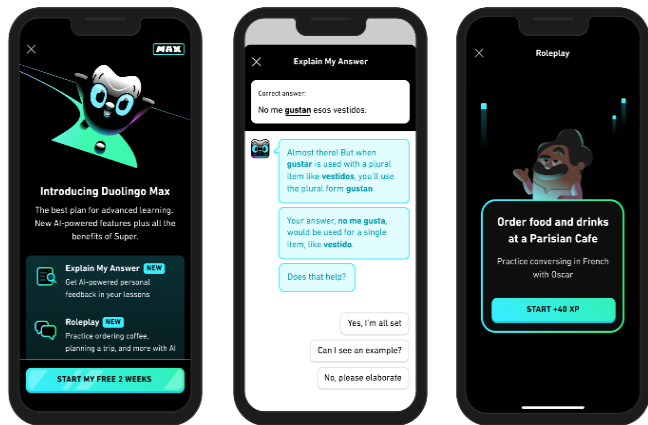 MAX
Introducing Duolingo Max
The best plan for advanced learning.
New AI-powered features plus all the
benefits of Super.
Explain My Answer NEW
Get AI-powered personal
feedback in your lessons
Roleplay NEW
Practice ordering coffee,
planning a trip, and more with AI
START MY FREE 2 WEEKS
Explain My Answer
Correct answer:
No me gustan esos vestidos.
Almost there! But when
gustar is used with a plural
item like vestidos, you'll use
the plural form gustan.
Your answer, no me gusta,
would be used for a single
item, like vestido.
Does that help?
Yes, I'm all set
Can I see an example?
No, please elaborate
Roleplay
Order food and drinks
at a Parisian Cafe
Practice conversing in French
with Oscar
START +40 XP